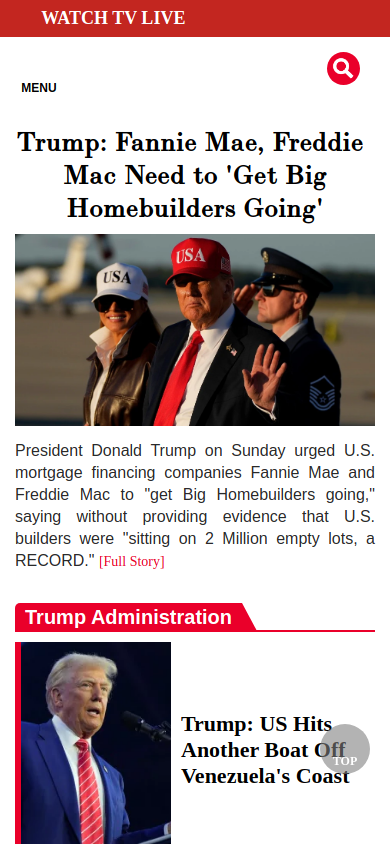 WATCH TV LIVE
MENU
Trump: Fannie Mae, Freddie
Mac Need to 'Get Big
Homebuilders Going'
USA
USA
President Donald Trump on Sunday urged U.S.
mortgage financing companies Fannie Mae and
Freddie Mac to "get Big Homebuilders going,"
saying without providing evidence that U.S.
builders were "sitting on 2 Million empty lots, a
RECORD." [Full Story]
Trump Administration
Trump: US Hits
Another Boat Off
Venezuela's Coast
TOP